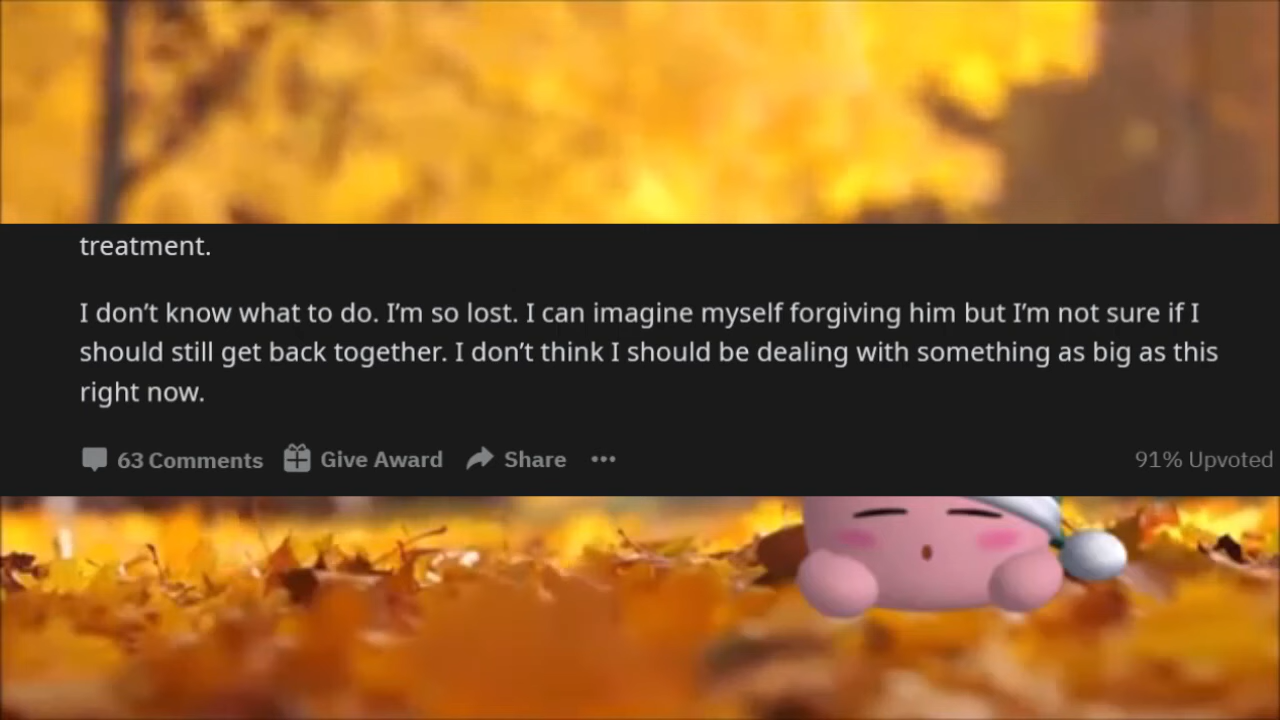 treatment.
I don’t know what to do. I’m so lost. I can imagine myself forgiving him but I’m not sure if I
should still get back together. I don’t think I should be dealing with something as big as this
right now.
63 Comments Give Award Share ••• 91% Upvoted